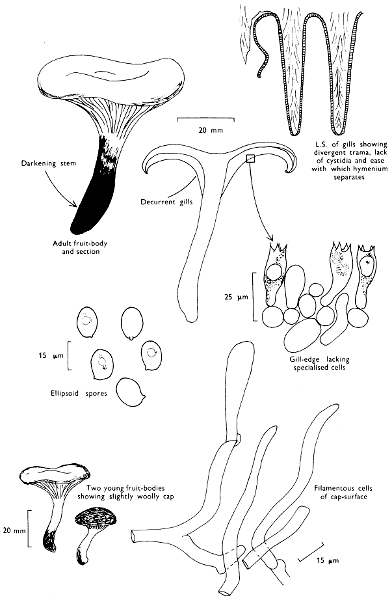 L.S. of gills showing
divergent trama, lack
of cystidia and ease
with which hymenium
separates
20 mm
Darkening stem
Decurrent gills
Adult fruit-body
and section
25 μm
Gill-edge lacking
specialised cells
15 μm
Ellipsoid spores
Two young fruit-bodies
showing slightly woolly cap
20 mm
Filamentous cells
of cap-surface
15 μm